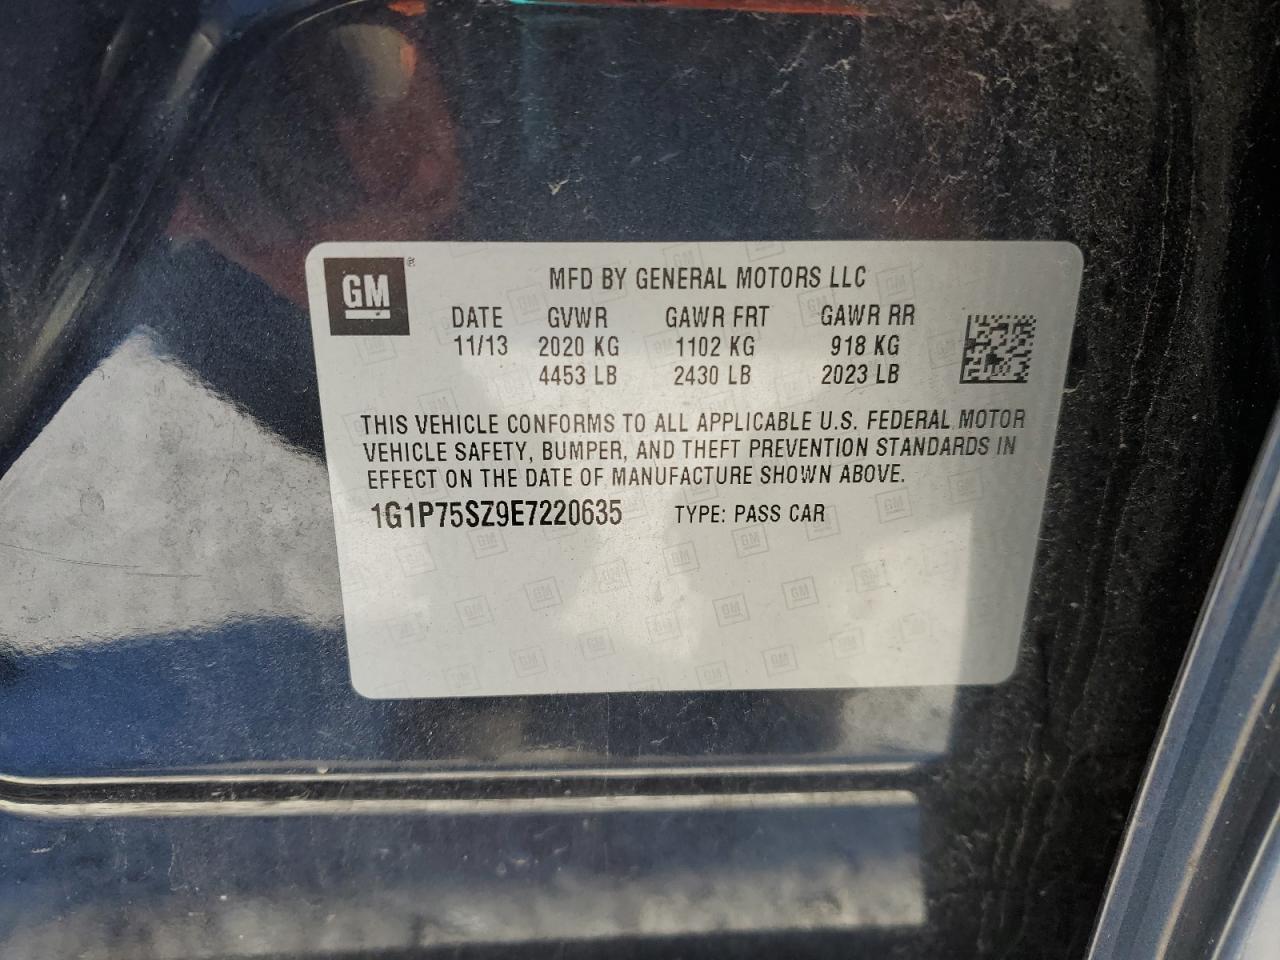 GM ®
MFD BY GENERAL MOTORS LLC
DATE GVWR GAWR FRT GAWR RR
11/13 2020 KG 1102 KG 918 KG
4453 LB 2430 LB 2023 LB
THIS VEHICLE CONFORMS TO ALL APPLICABLE U.S. FEDERAL MOTOR
VEHICLE SAFETY, BUMPER, AND THEFT PREVENTION STANDARDS IN
EFFECT ON THE DATE OF MANUFACTURE SHOWN ABOVE.
1G1P75SZ9E7220635 TYPE: PASS CAR